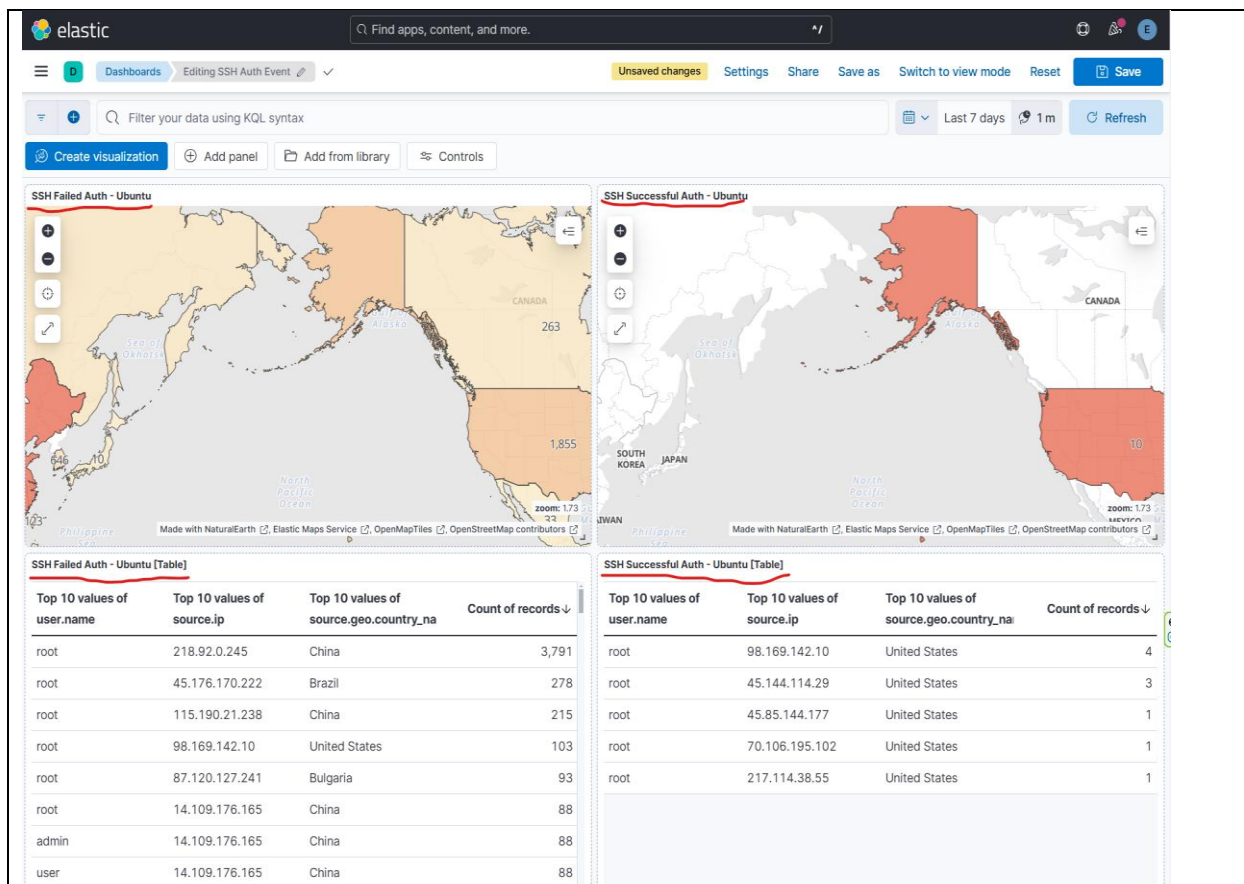 elastic
Find apps, content, and more.
^/
E
D
Dashboards
Editing SSH Auth Event
Unsaved changes
Settings
Share
Save as
Switch to view mode
Reset
Save
Filter your data using KQL syntax
Last 7 days
1 m
Refresh
Create visualization
Add panel
Add from library
Controls
SSH Failed Auth - Ubuntu
CANADA
263
Gulf of
Alaska
Sea of
Okhotsk
1,855
646
10
North
Pacific
Ocean
zoom: 1.73
33
123
Philippine
Sea
Made with NaturalEarth, Elastic Maps Service, OpenMapTiles, OpenStreetMap contributors
SSH Successful Auth - Ubuntu
CANADA
Gulf of
Alaska
Sea of
Okhotsk
10
SOUTH
KOREA
JAPAN
North
Pacific
Ocean
zoom: 1.73
MEXICO
Philippine
Sea
Made with NaturalEarth, Elastic Maps Service, OpenMapTiles, OpenStreetMap contributors
SSH Failed Auth - Ubuntu [Table]
Top 10 values of user.name Top 10 values of source.ip Top 10 values of source.geo.country_na Count of records
root 218.92.0.245 China 3,791
root 45.176.170.222 Brazil 278
root 115.190.21.238 China 215
root 98.169.142.10 United States 103
root 87.120.127.241 Bulgaria 93
root 14.109.176.165 China 88
admin 14.109.176.165 China 88
user 14.109.176.165 China 88
SSH Successful Auth - Ubuntu [Table]
Top 10 values of user.name Top 10 values of source.ip Top 10 values of source.geo.country_na Count of records
root 98.169.142.10 United States 4
root 45.144.114.29 United States 3
root 45.85.144.177 United States 1
root 70.106.195.102 United States 1
root 217.114.38.55 United States 1